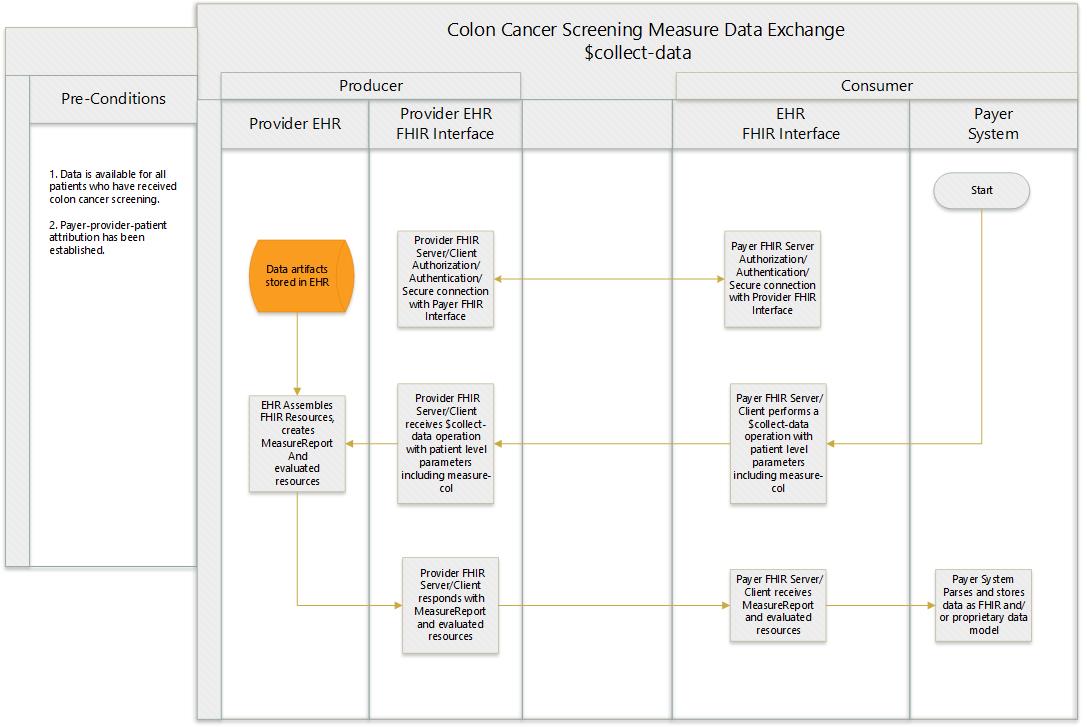 Colon Cancer Screening Measure Data Exchange
$collect-data
Pre-Conditions
1. Data is available for all
patients who have received
colon cancer screening.
2. Payer-provider-patient
attribution has been
established.
Producer
Consumer
Provider EHR
Provider EHR
FHIR Interface
EHR
FHIR Interface
Payer
System
Start
Data artifacts
stored in EHR
Provider FHIR
Server/Client
Authorization/
Authentication/
Secure connection
with Payer FHIR
Interface
Payer FHIR Server
Authorization/
Authentication/
Secure connection
with Provider FHIR
Interface
EHR Assembles
FHIR Resources,
creates
MeasureReport
And
evaluated
resources
Provider FHIR
Server/Client
receives $collect-
data operation
with patient level
parameters
including measure-
col
Payer FHIR Server/
Client performs a
$collect-data
operation with
patient level
parameters
including measure-
col
Provider FHIR
Server/Client
responds with
MeasureReport
and evaluated
resources
Payer FHIR Server/
Client receives
MeasureReport
and evaluated
resources
Payer System
Parses and stores
data as FHIR and/
or proprietary data
model